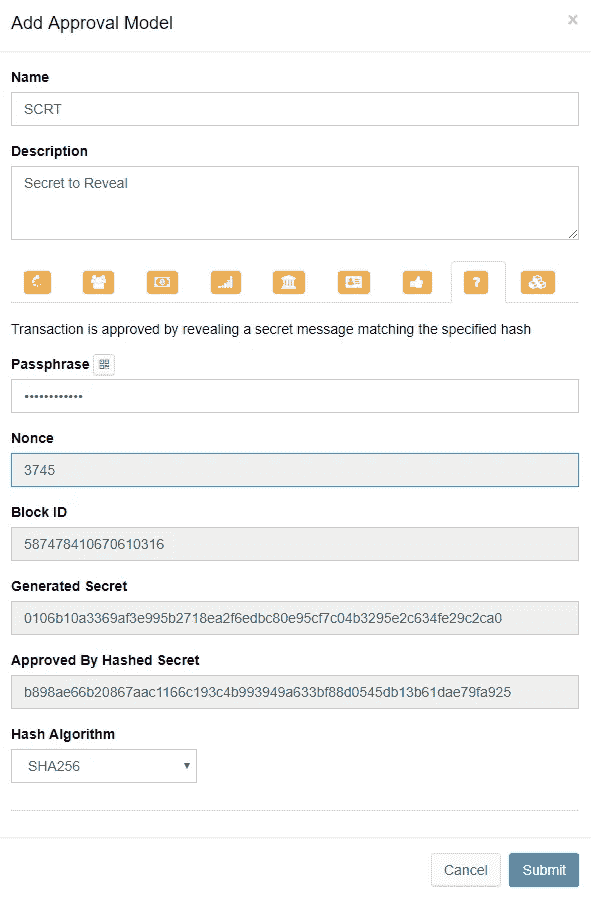 Add Approval Model
×
Name
SCRT
Description
Secret to Reveal
?
Transaction is approved by revealing a secret message matching the specified hash
Passphrase
••••••••••••
Nonce
3745
Block ID
587478410670610316
Generated Secret
0106b10a3369af3e995b2718ea2f6edbc80e95cf7c04b3295e2c634fe29c2ca0
Approved By Hashed Secret
b898ae66b20867aac1166c193c4b993949a633bf88d0545db13b61dae79fa925
Hash Algorithm
SHA256
Cancel Submit